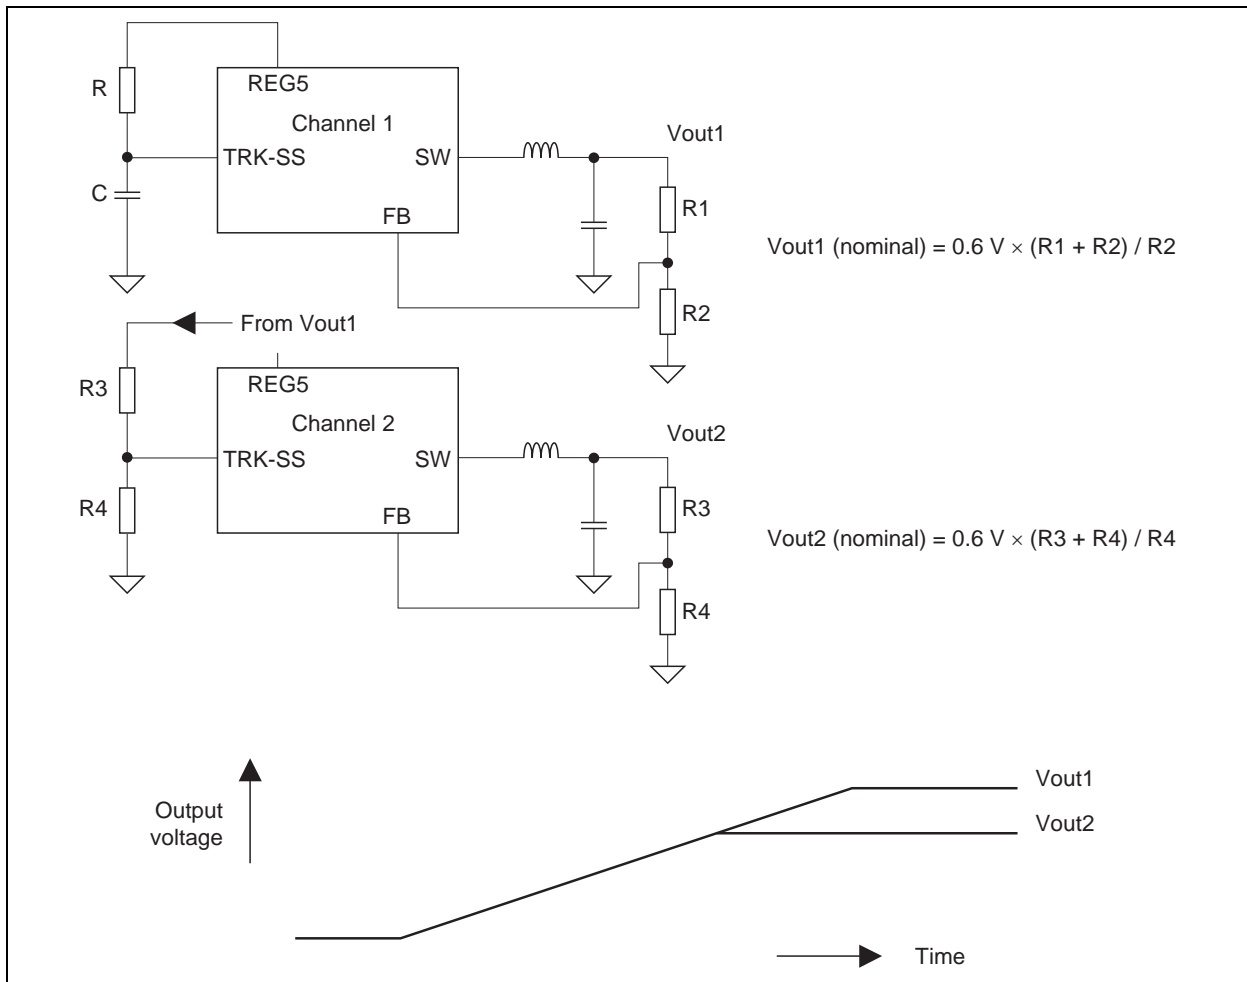 R
REG5
Channel 1
TRK-SS
SW
FB
C
Vout1
R1
R2
Vout1 (nominal) = 0.6 V × (R1 + R2) / R2
From Vout1
R3
R4
REG5
Channel 2
TRK-SS
SW
FB
Vout2
R3
R4
Vout2 (nominal) = 0.6 V × (R3 + R4) / R4
Output
voltage
Vout1
Vout2
Time